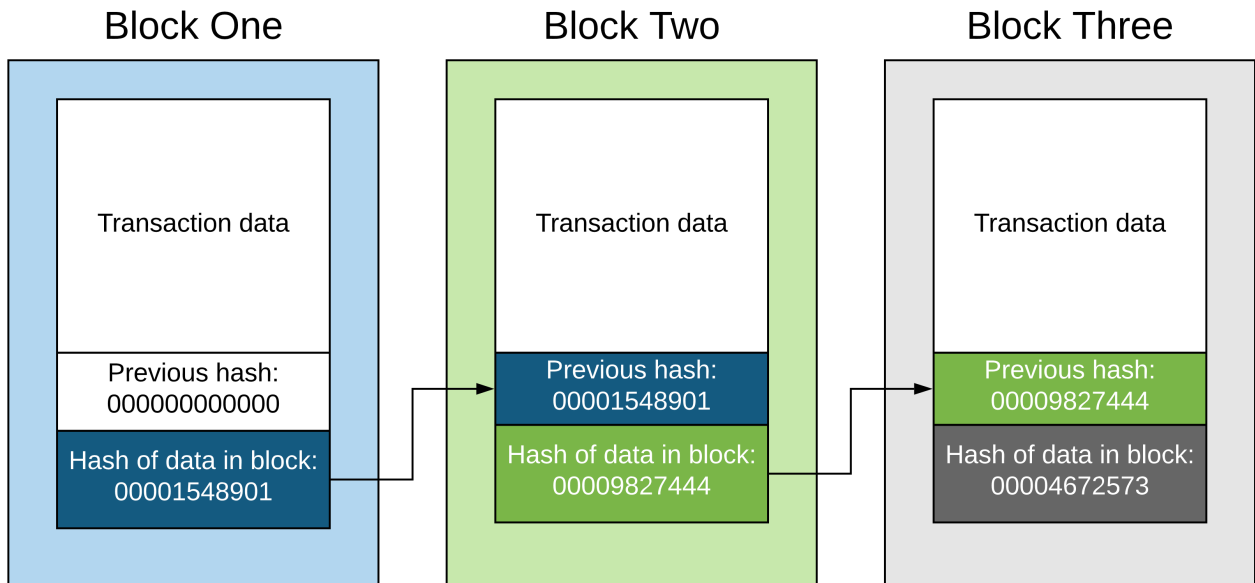 Block One
Transaction data
Previous hash:
000000000000
Hash of data in block:
00001548901
Block Two
Transaction data
Previous hash:
00001548901
Hash of data in block:
00009827444
Block Three
Transaction data
Previous hash:
00009827444
Hash of data in block:
00004672573